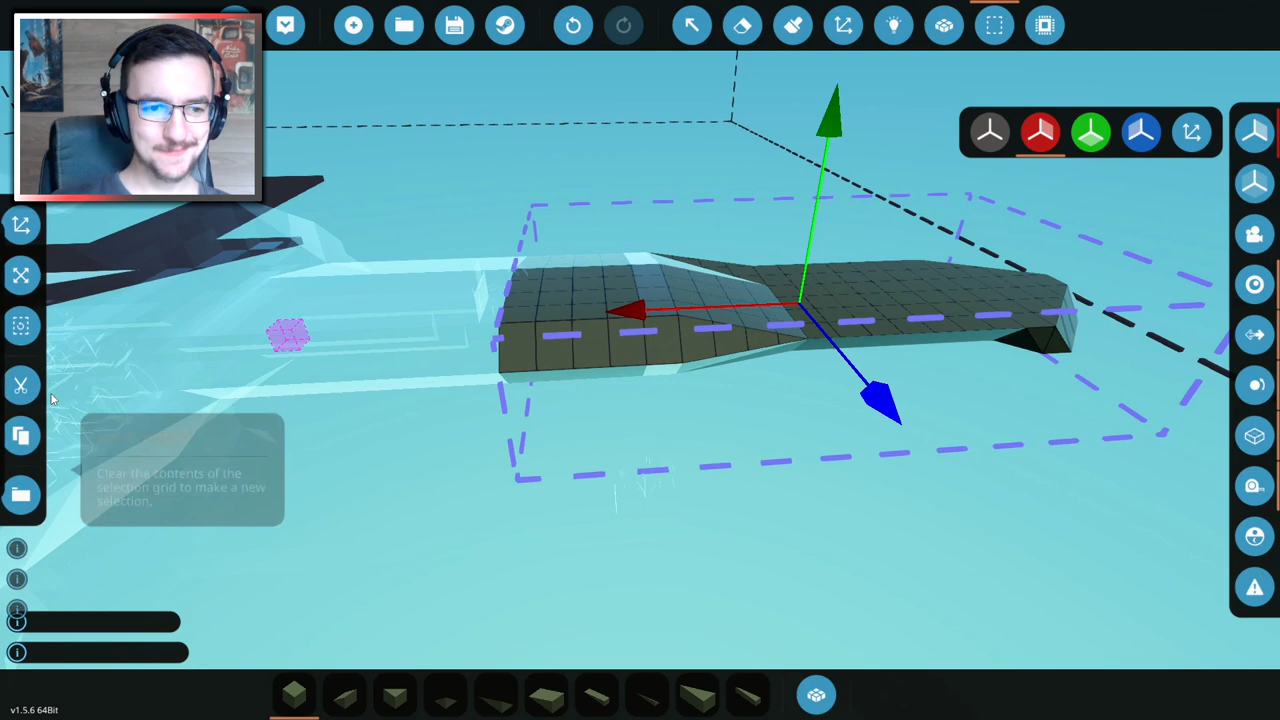 Clear the contents of the
selection grid to make a new
selection.
v1.5.6 64Bit